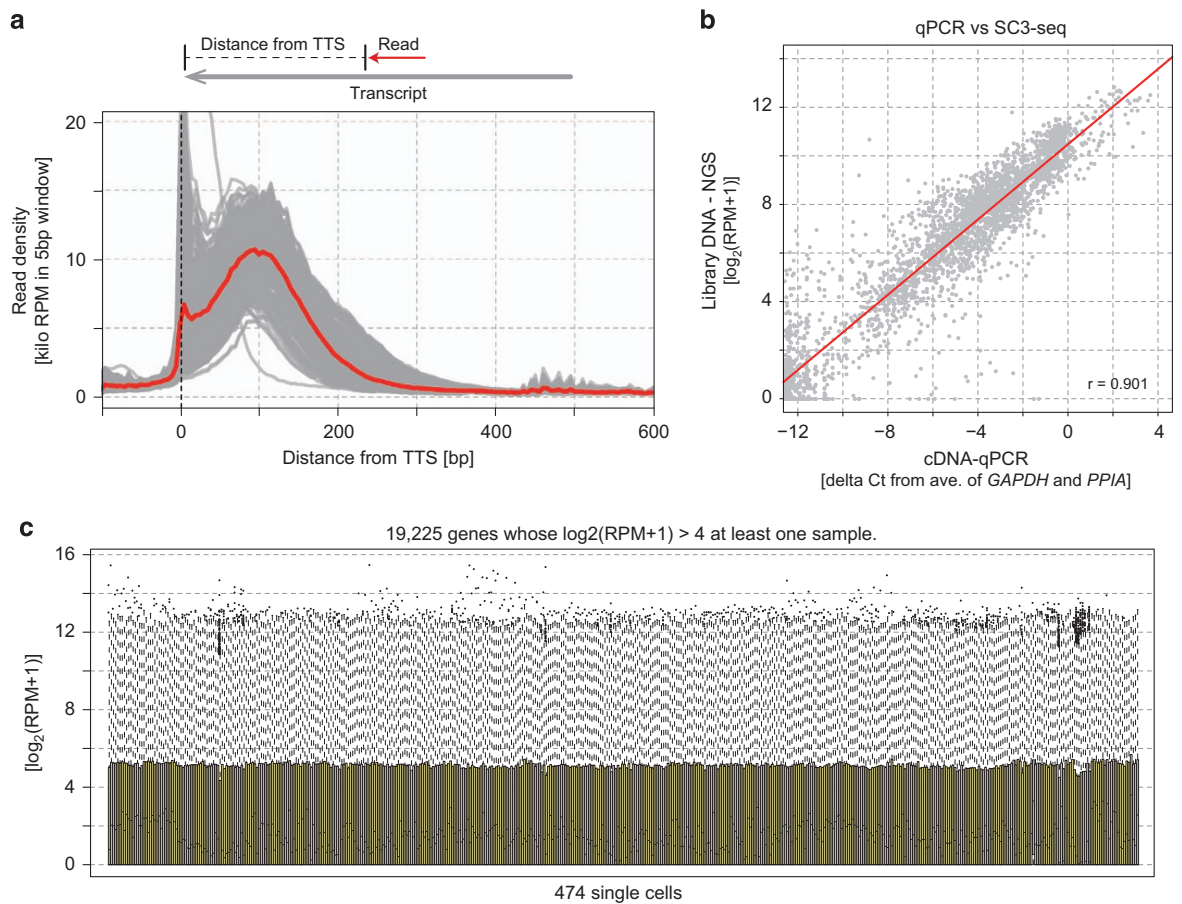 a
Distance from TTS
Read
Transcript
Read density
[kilo RPM in 5bp window]
20
10
0
0
200
400
600
Distance from TTS [bp]
b
qPCR vs SC3-seq
Library DNA - NGS
[log2(RPM+1)]
12
8
4
0
r = 0.901
−12
−8
−4
0
4
cDNA-qPCR
[delta Ct from ave. of GAPDH and PPIA]
c
19,225 genes whose log2(RPM+1) > 4 at least one sample.
[log2(RPM+1)]
16
12
8
4
0
474 single cells